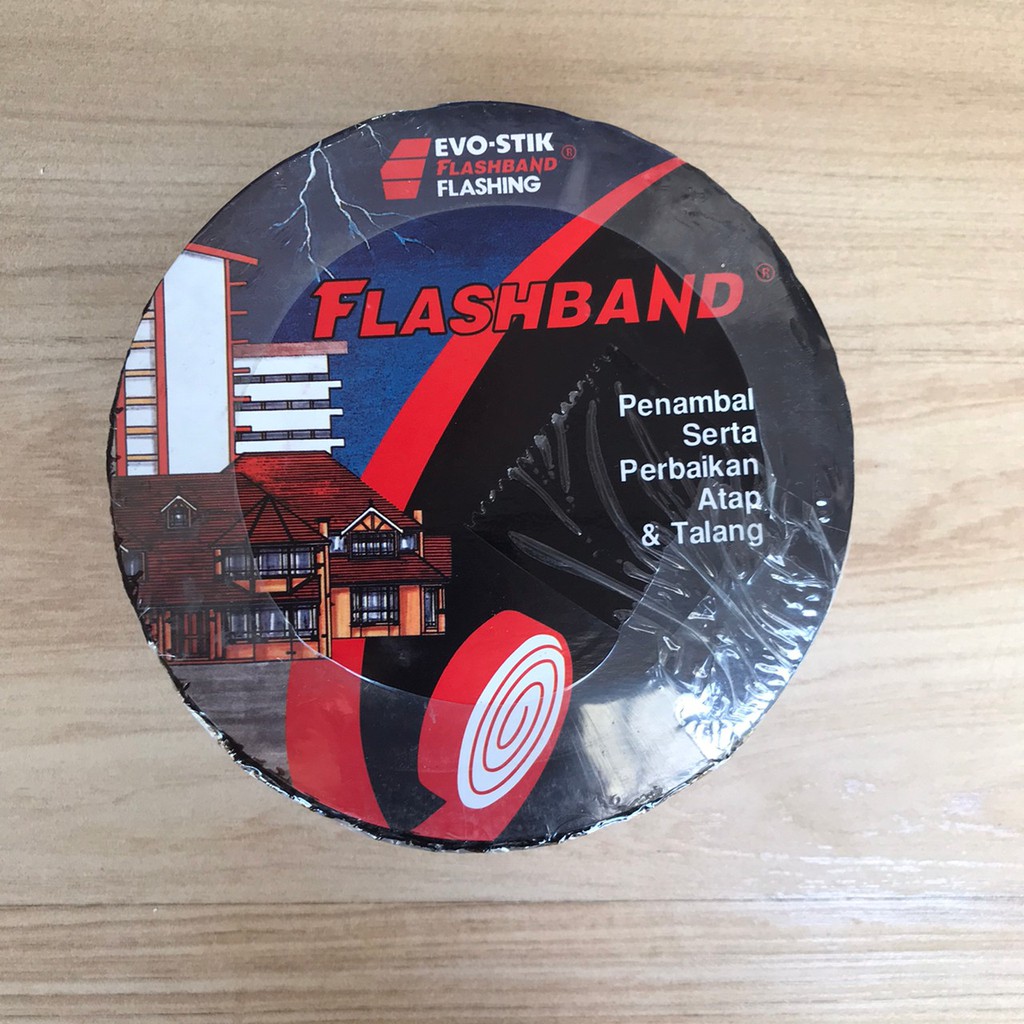 EVO-STIK
FLASHBAND ®
FLASHING
FLASHBAND ®
Penambal
Serta
Perbaikan
Atap
& Talang